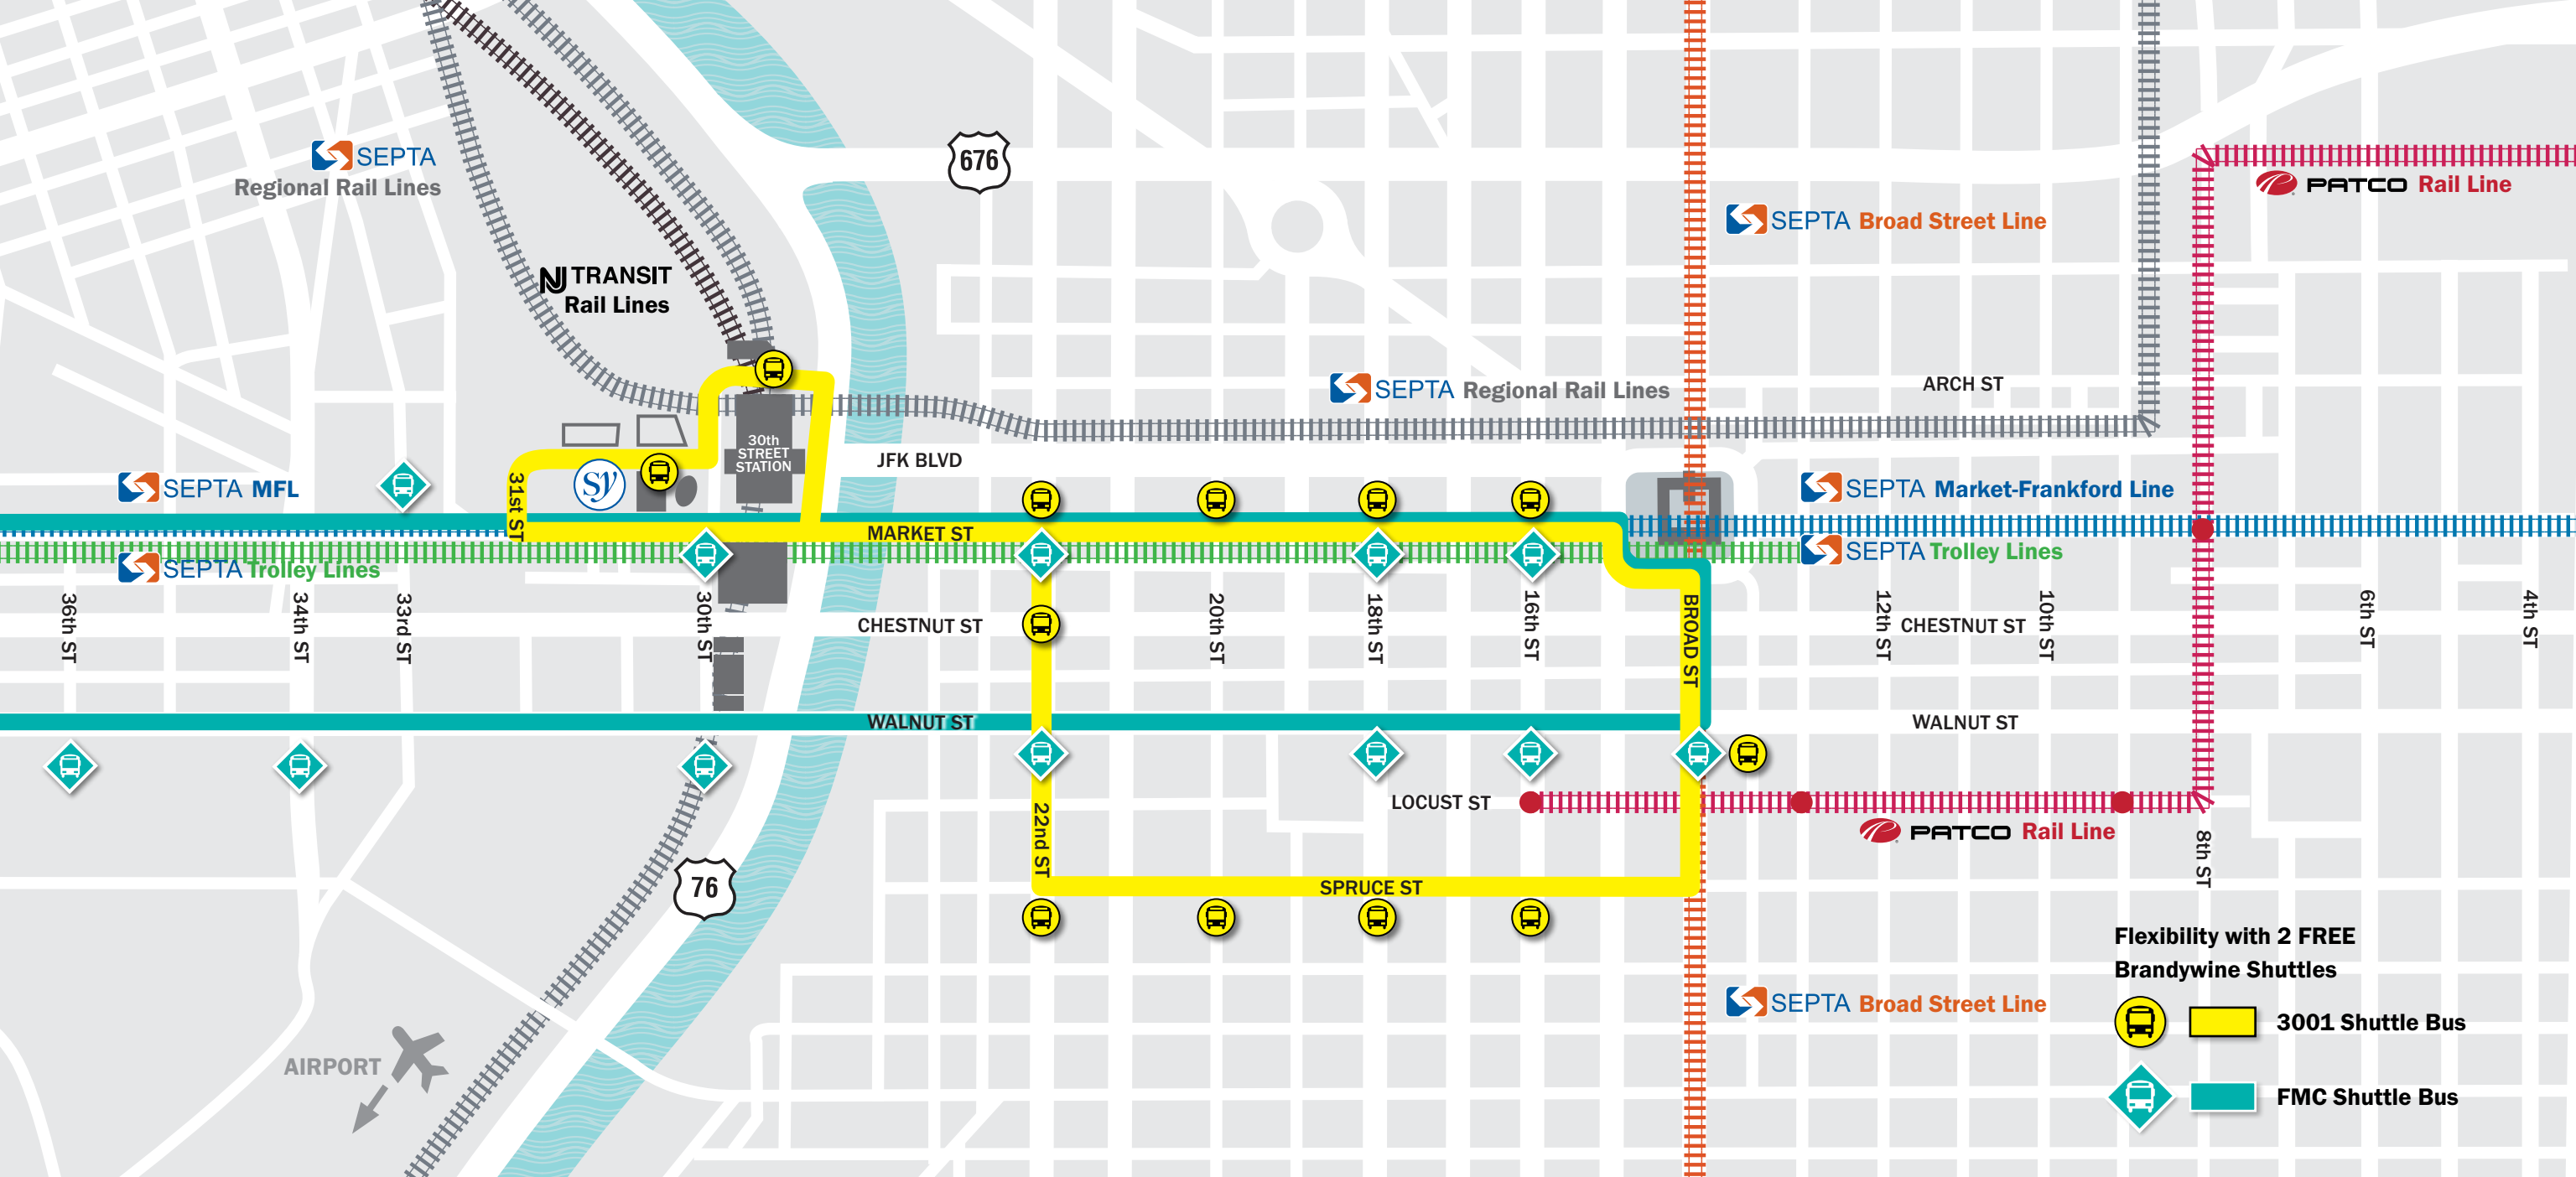 676
SEPTA
Regional Rail Lines
PATCO Rail Line
SEPTA Broad Street Line
NJ TRANSIT
Rail Lines
ARCH ST
SEPTA Regional Rail Lines
30th
STREET
STATION
JFK BLVD
SEPTA MFL
31st ST
sy
SEPTA Market-Frankford Line
MARKET ST
SEPTA Trolley Lines
SEPTA Trolley Lines
36th ST
34th ST
33rd ST
30th ST
CHESTNUT ST
20th ST
18th ST
16th ST
BROAD ST
12th ST
CHESTNUT ST
10th ST
6th ST
4th ST
WALNUT ST
WALNUT ST
LOCUST ST
22nd ST
PATCO Rail Line
8th ST
76
SPRUCE ST
Flexibility with 2 FREE
Brandywine Shuttles
SEPTA Broad Street Line
3001 Shuttle Bus
AIRPORT
FMC Shuttle Bus